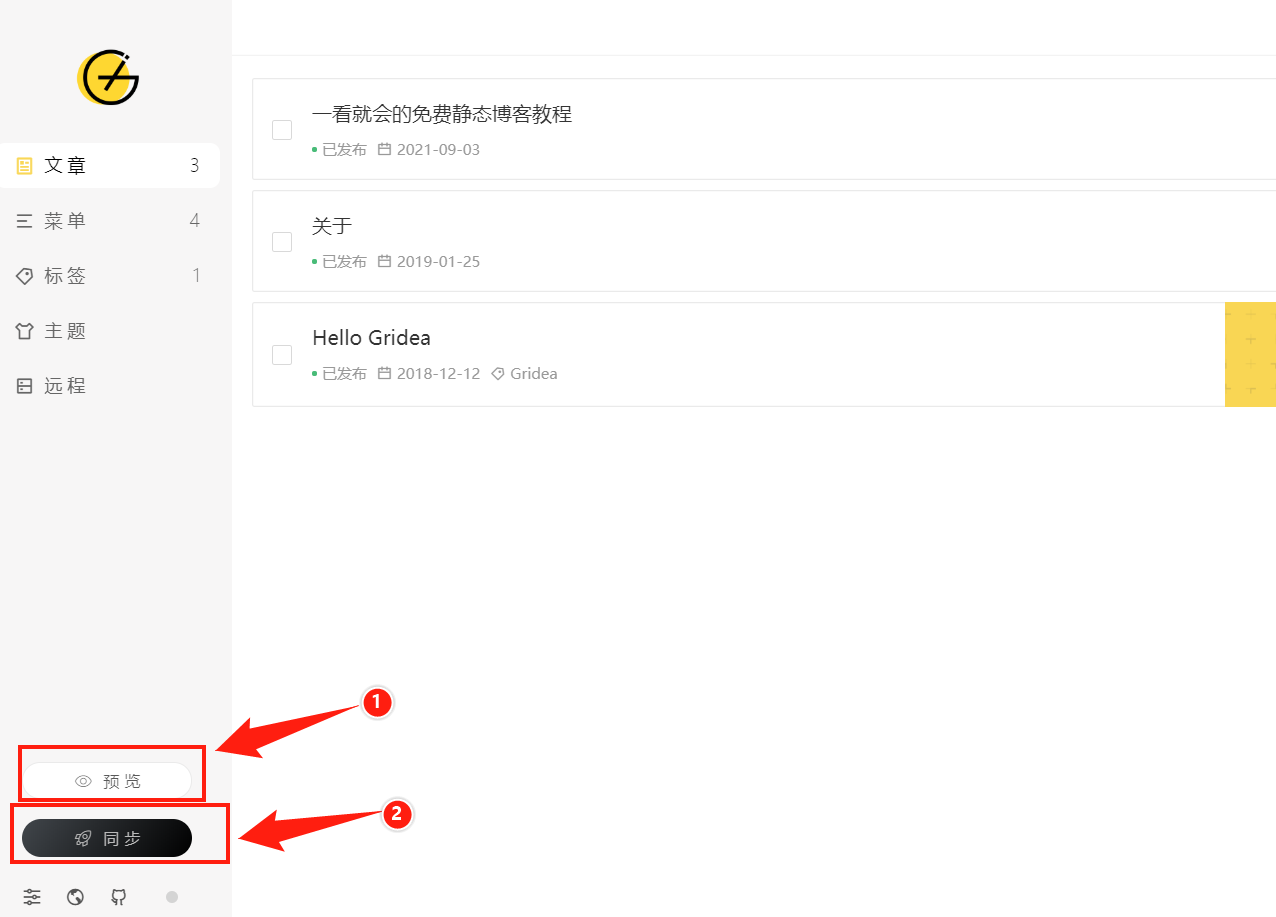 文章 3
菜单 4
标签 1
主题
远程
一看就会的免费静态博客教程
已发布 2021-09-03
关于
已发布 2019-01-25
Hello Gridea
已发布 2018-12-12 Gridea
1
预览
2
同步